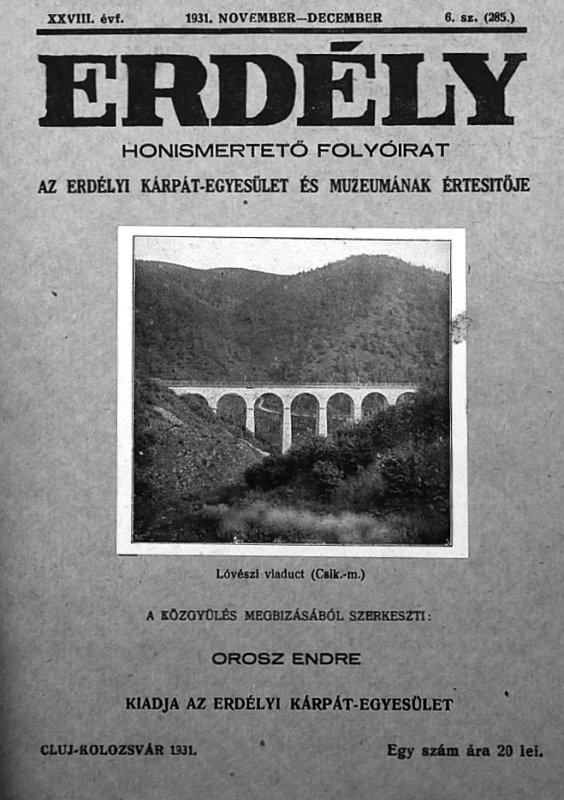 XXVIII. évf. 1931. NOVEMBER—DECEMBER 6. sz. (285.)
ERDÉLY
HONISMERTETŐ FOLYÓIRAT
AZ ERDÉLYI KÁRPÁT-EGYESÜLET ÉS MUZEUMÁNAK ÉRTESITŐJE
Lóvészi viaduct (Csik.-m.)
A KÖZGYÜLÉS MEGBIZÁSÁBÓL SZERKESZTI:
OROSZ ENDRE
KIADJA AZ ERDÉLYI KÁRPÁT-EGYESÜLET
CLUJ-KOLOZSVÁR 1931. Egy szám ára 20 lei.